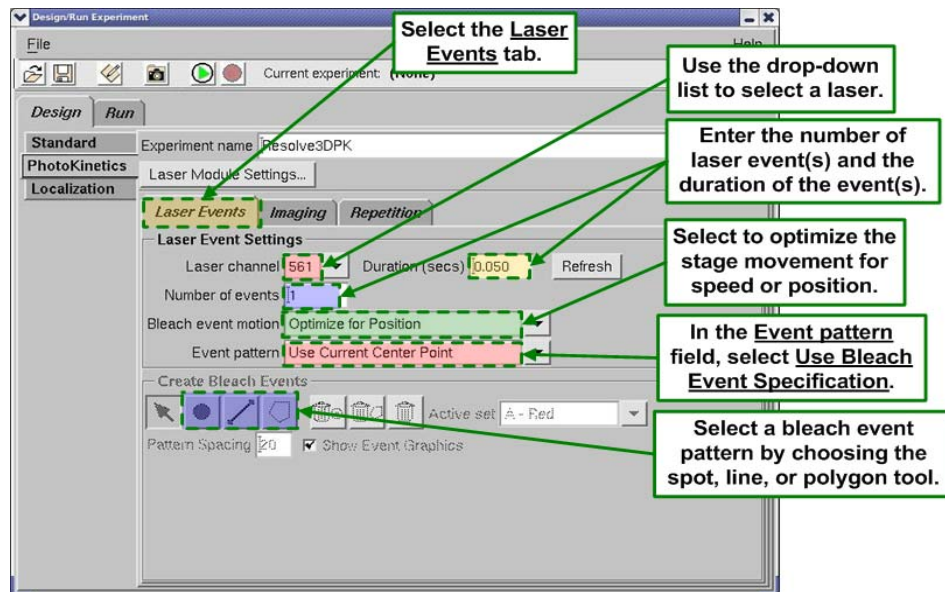 Design/Run Experiment
File
Help
Current experiment: (None)
Select the Laser
Events tab.
Use the drop-down
list to select a laser.
Enter the number of
laser event(s) and the
duration of the event(s).
Select to optimize the
stage movement for
speed or position.
In the Event pattern
field, select Use Bleach
Event Specification.
Select a bleach event
pattern by choosing the
spot, line, or polygon tool.
Design Run
Standard
PhotoKinetics
Localization
Experiment name Resolve3DPK
Laser Module Settings...
Laser Events Imaging Repetition
Laser Event Settings
Laser channel 561 Duration (secs) 0.050 Refresh
Number of events 1
Bleach event motion Optimize for Position
Event pattern Use Current Center Point
Create Bleach Events
Active set A - Red
Pattern Spacing 20 Show Event Graphics